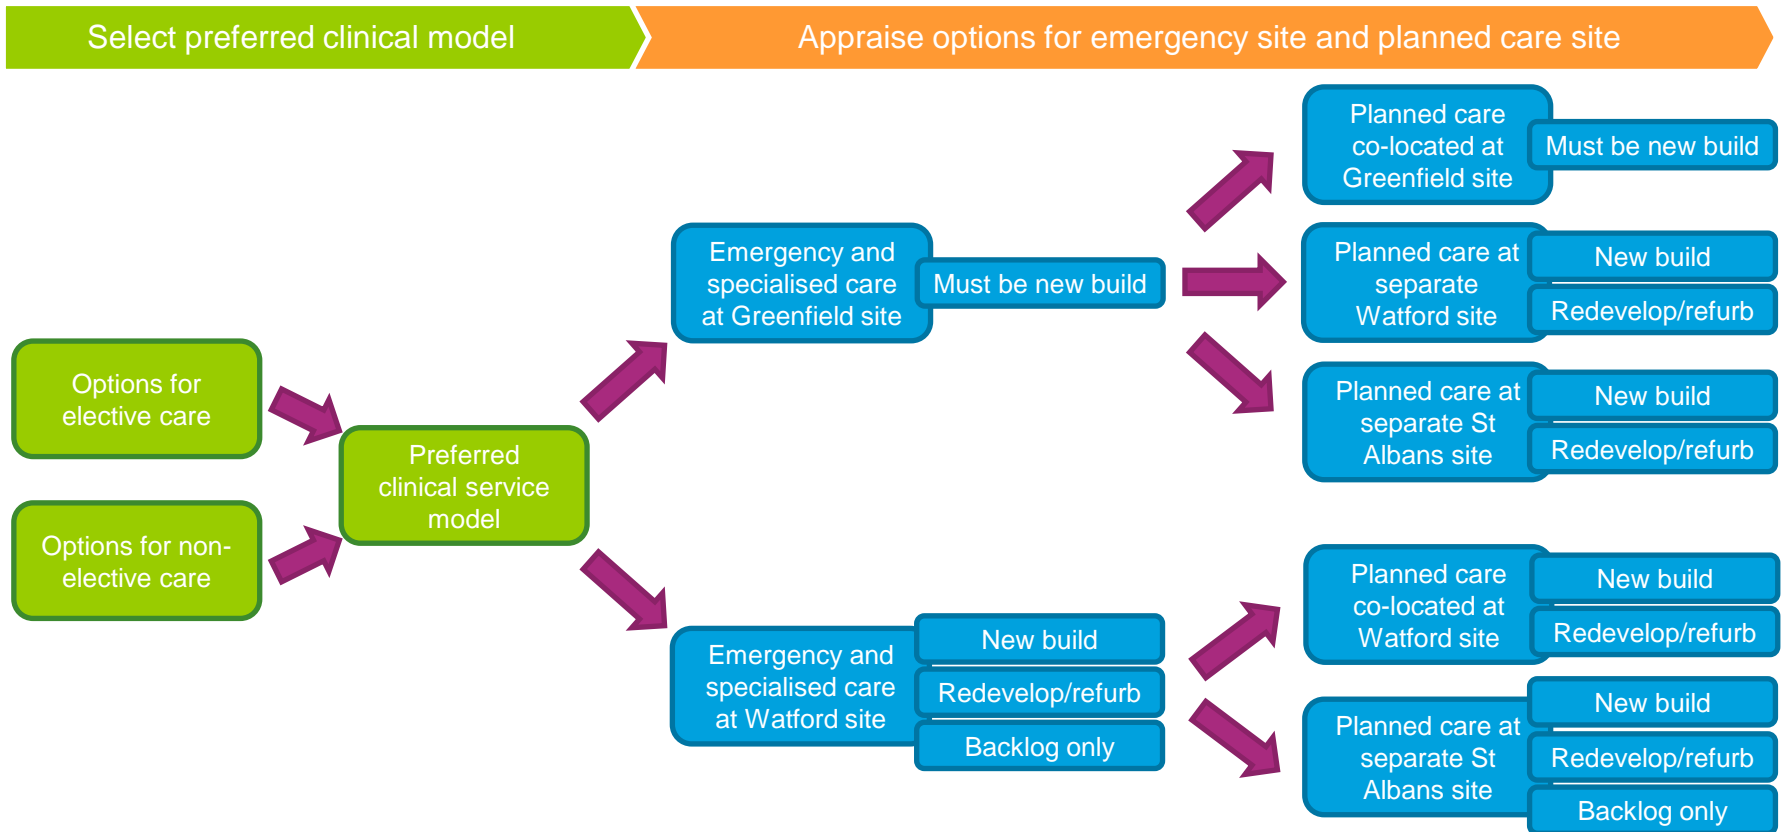 Select preferred clinical model
Appraise options for emergency site and planned care site
Options for
elective care
Options for non-
elective care
Preferred
clinical service
model
Emergency and
specialised care
at Greenfield site
Must be new build
Planned care
co-located at
Greenfield site
Must be new build
Planned care at
separate
Watford site
New build
Redevelop/refurb
Planned care at
separate St
Albans site
New build
Redevelop/refurb
Emergency and
specialised care
at Watford site
New build
Redevelop/refurb
Backlog only
Planned care
co-located at
Watford site
New build
Redevelop/refurb
Planned care at
separate St
Albans site
New build
Redevelop/refurb
Backlog only